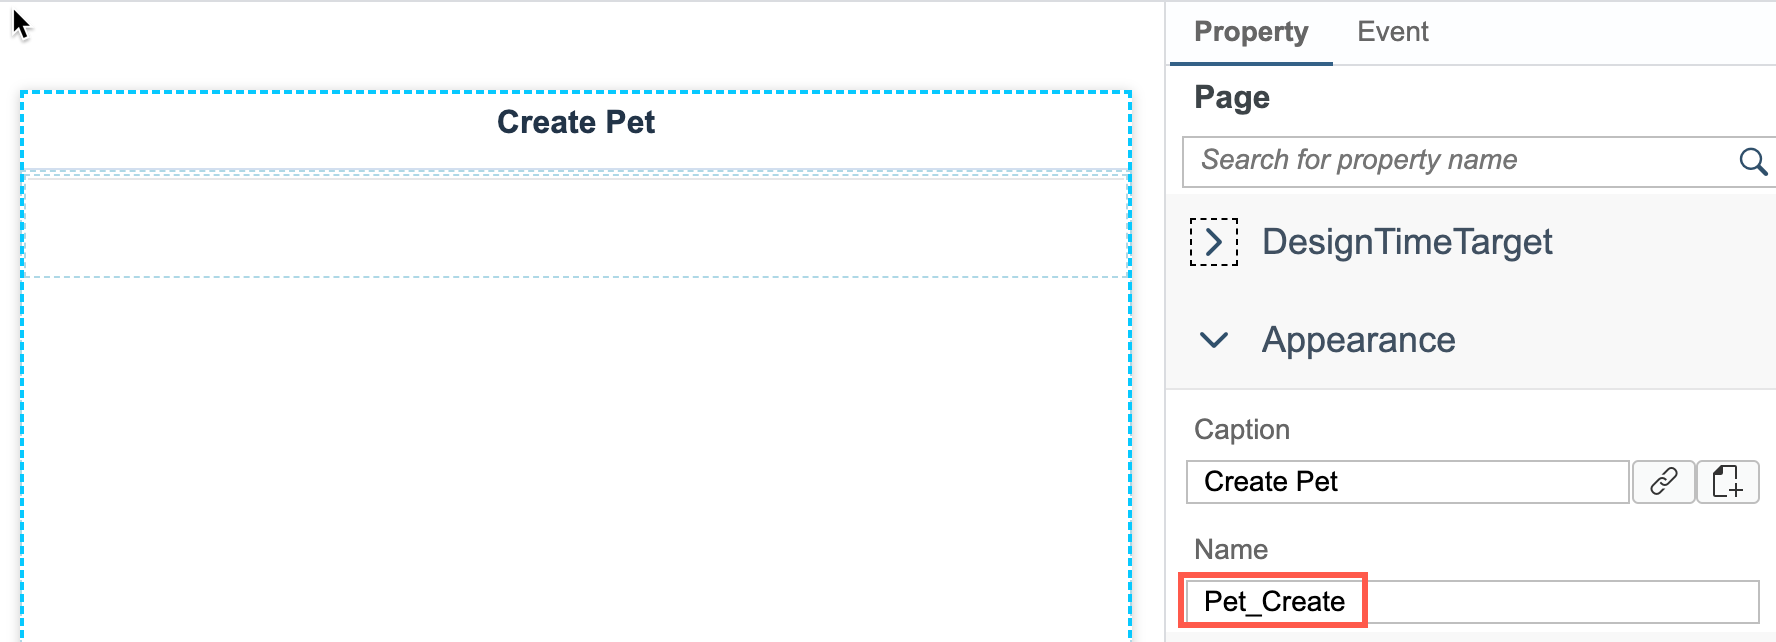 Create Pet
Property Event
Page
Search for property name
DesignTimeTarget
Appearance
Caption
Create Pet
Name
Pet_Create